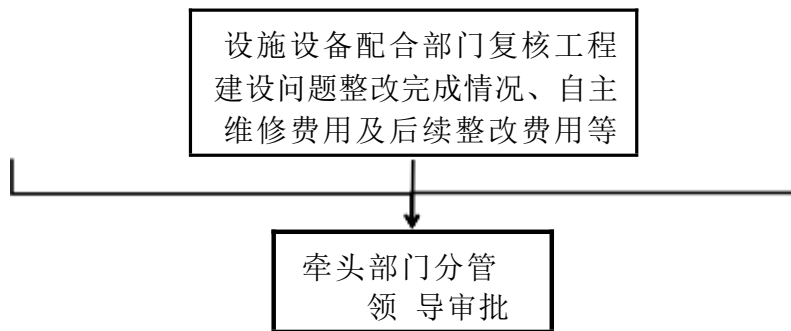 设施设备配合部门复核工程
建设问题整改完成情况、自主
维修费用及后续整改费用等
牵头部门分管
领 导审批